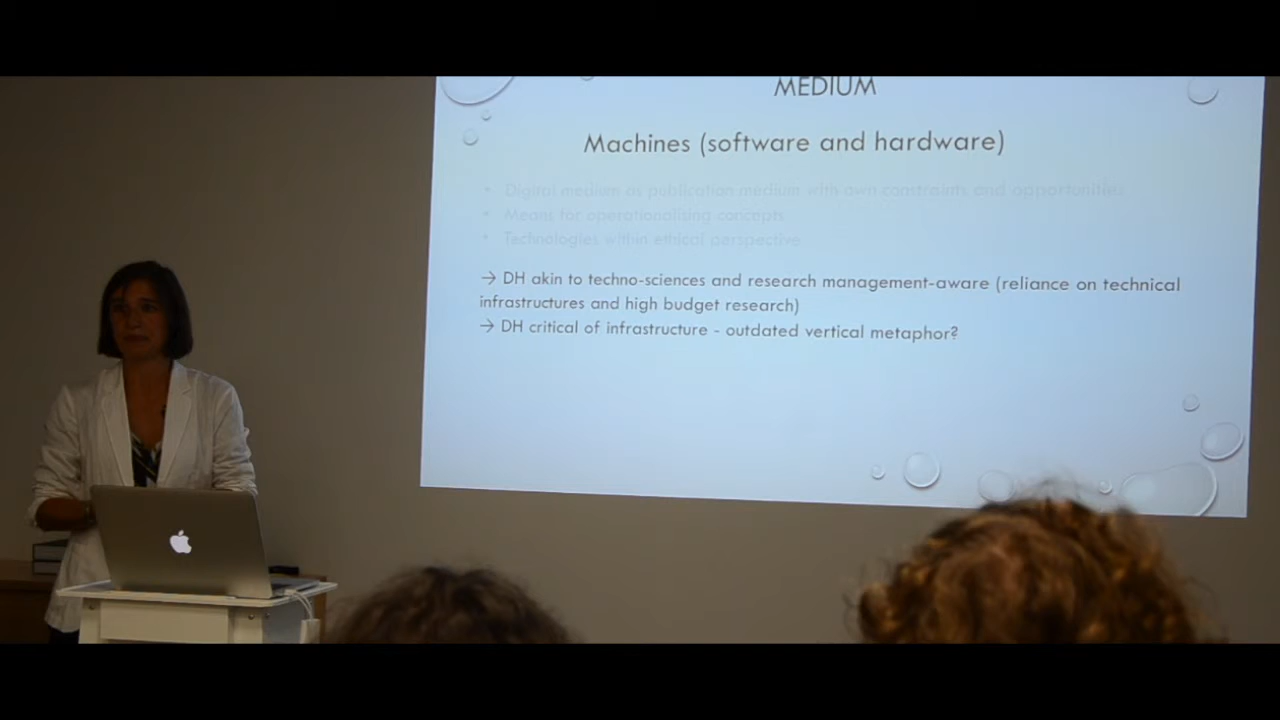 MEDIUM
Machines (software and hardware)
• Digital medium as publication medium with own constraints and opportunities
• Means for operationalising concepts
• Technologies within ethical perspective
→ DH akin to techno-sciences and research management-aware (reliance on technical
infrastructures and high budget research)
→ DH critical of infrastructure - outdated vertical metaphor?